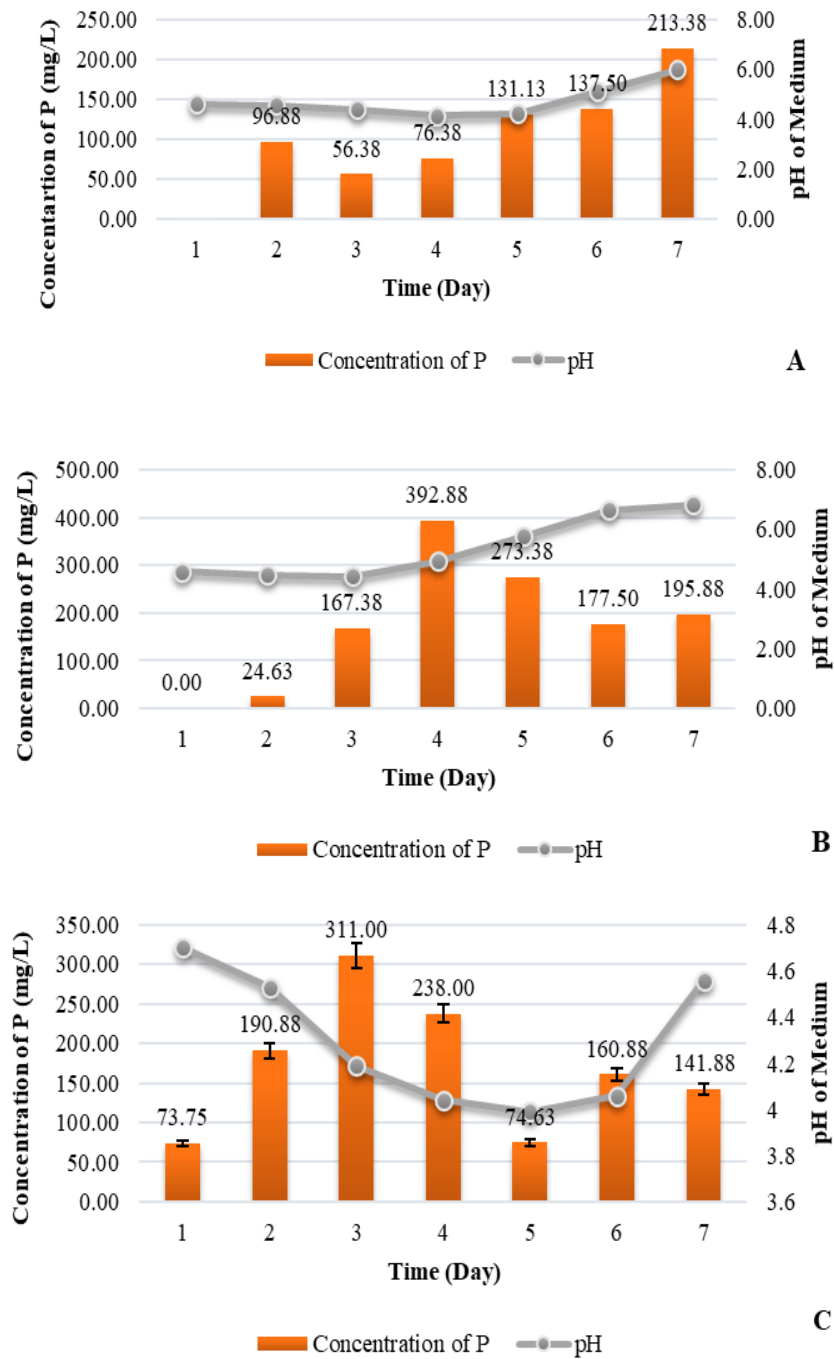 250.00 8.00
213.38
200.00 6.00
137.50
131.13
150.00
96.88 4.00
100.00 76.38
56.38
50.00 2.00
0.00 0.00
1 2 3 4 5 6 7
Time (Day)
Concentartion of P (mg/L)
pH of Medium
Concentration of P pH
A
500.00 8.00
392.88
400.00 6.00
273.38
300.00
4.00
167.38 177.50 195.88
200.00
24.63 2.00
100.00
0.00
0.00 0.00
1 2 3 4 5 6 7
Time (Day)
Concentration of P (mg/L)
pH of Medium
Concentration of P pH
B
350.00 4.8
311.00
300.00 4.6
238.00
250.00
190.88 4.4
200.00
160.88 4.2
150.00 141.88
73.75 74.63 4
100.00
50.00 3.8
0.00 3.6
1 2 3 4 5 6 7
Time (Day)
Concentration of P (mg/L)
pH of Medium
Concentration of P pH
C